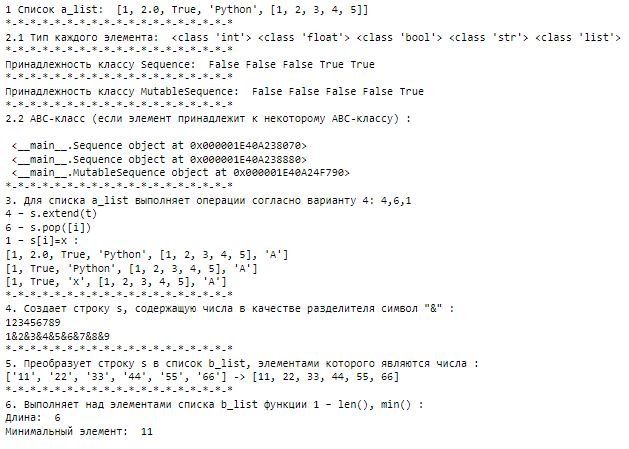 1 Список a_list:  [1, 2.0, True, 'Python', [1, 2, 3, 4, 5]]
*-*-*-*-*-*-*-*-*-*-*-*-*-*-*-*-*-*-*
2.1 Тип каждого элемента:  <class 'int'> <class 'float'> <class 'bool'> <class 'str'> <class 'list'>
*-*-*-*-*-*-*-*-*-*-*-*-*-*-*-*-*-*-*
Принадлежность классу Sequence:  False False False True True
*-*-*-*-*-*-*-*-*-*-*-*-*-*-*-*-*-*-*
Принадлежность классу MutableSequence:  False False False False True
*-*-*-*-*-*-*-*-*-*-*-*-*-*-*-*-*-*-*
2.2 ABC-класс (если элемент принадлежит к некоторому ABC-классу) :
<__main__.Sequence object at 0x000001E40A238070>
<__main__.Sequence object at 0x000001E40A238880>
<__main__.MutableSequence object at 0x000001E40A24F790>
*-*-*-*-*-*-*-*-*-*-*-*-*-*-*-*-*-*-*
3. Для списка a_list выполняет операции согласно варианту 4: 4,6,1
4 – s.extend(t)
6 – s.pop([i])
1 – s[i]=x :
[1, 2.0, True, 'Python', [1, 2, 3, 4, 5], 'A']
[1, True, 'Python', [1, 2, 3, 4, 5], 'A']
[1, True, 'x', [1, 2, 3, 4, 5], 'A']
*-*-*-*-*-*-*-*-*-*-*-*-*-*-*-*-*-*-*
4. Создает строку s, содержащую числа в качестве разделителя символ "&" :
123456789
1&2&3&4&5&6&7&8&9
*-*-*-*-*-*-*-*-*-*-*-*-*-*-*-*-*-*-*
5. Преобразует строку s в список b_list, элементами которого являются числа :
['11', '22', '33', '44', '55', '66'] -> [11, 22, 33, 44, 55, 66]
*-*-*-*-*-*-*-*-*-*-*-*-*-*-*-*-*-*-*
6. Выполняет над элементами списка b_list функции 1 – len(), min() :
Длина:  6
Минимальный элемент:  11